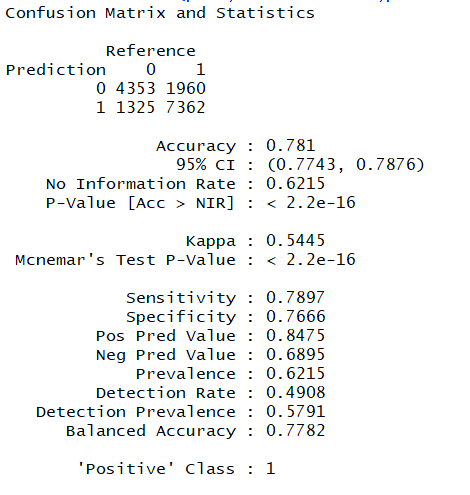 Confusion Matrix and Statistics
Reference
Prediction 0 1
0 4353 1960
1 1325 7362
Accuracy : 0.781
95% CI : (0.7743, 0.7876)
No Information Rate : 0.6215
P-Value [Acc > NIR] : < 2.2e-16
Kappa : 0.5445
Mcnemar's Test P-Value : < 2.2e-16
Sensitivity : 0.7897
Specificity : 0.7666
Pos Pred Value : 0.8475
Neg Pred Value : 0.6895
Prevalence : 0.6215
Detection Rate : 0.4908
Detection Prevalence : 0.5791
Balanced Accuracy : 0.7782
'Positive' Class : 1